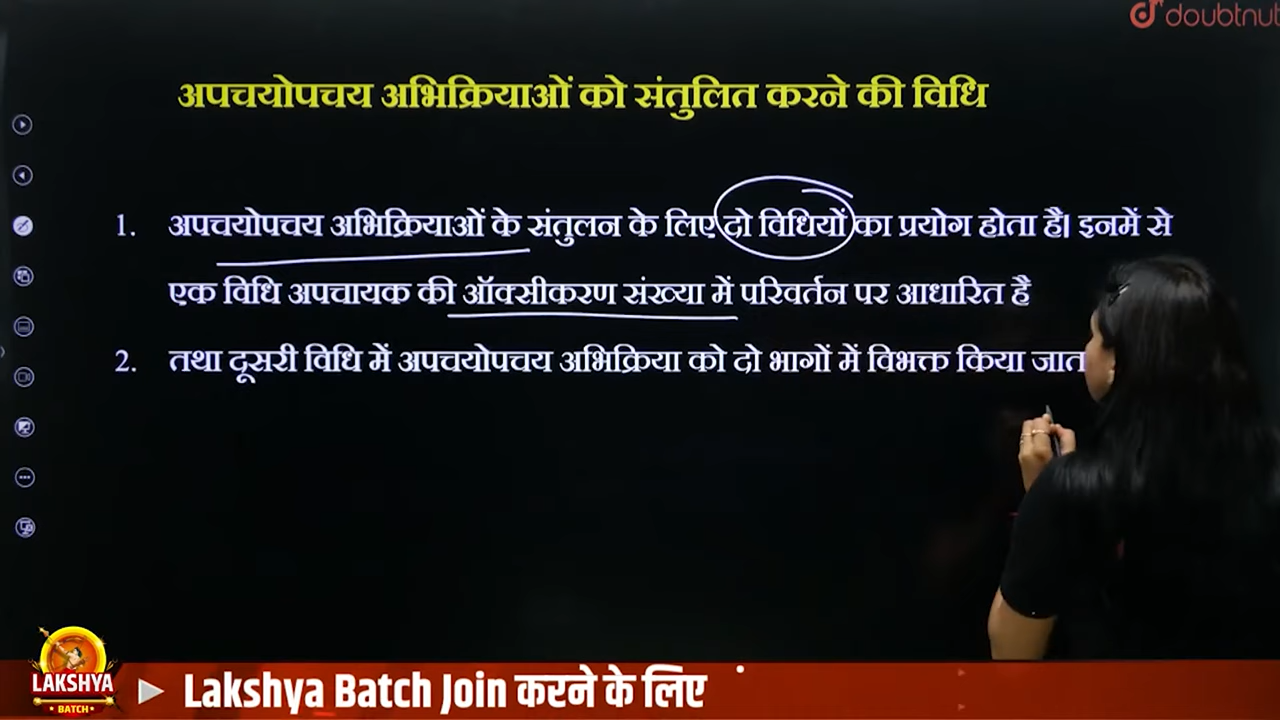 doubtnut
अपचयोपचय अभिक्रियाओं को संतुलित करने की विधि
1. अपचयोपचय अभिक्रियाओं के संतुलन के लिए दो विधियों का प्रयोग होता है। इनमें से
एक विधि अपचायक की ऑक्सीकरण संख्या में परिवर्तन पर आधारित है
2. तथा दूसरी विधि में अपचयोपचय अभिक्रिया को दो भागों में विभक्त किया जात
LAKSHYA
BATCH
Lakshya Batch Join करने के लिए